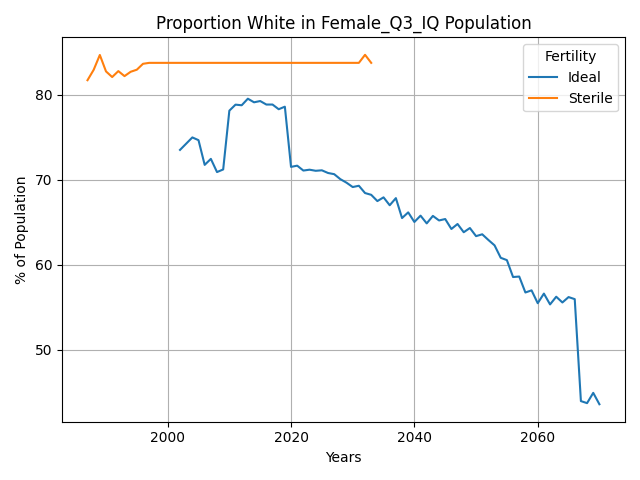 Proportion White in Female_Q3_IQ Population
Fertility
Ideal
Sterile
% of Population
80
70
60
50
2000
2020
2040
2060
Years